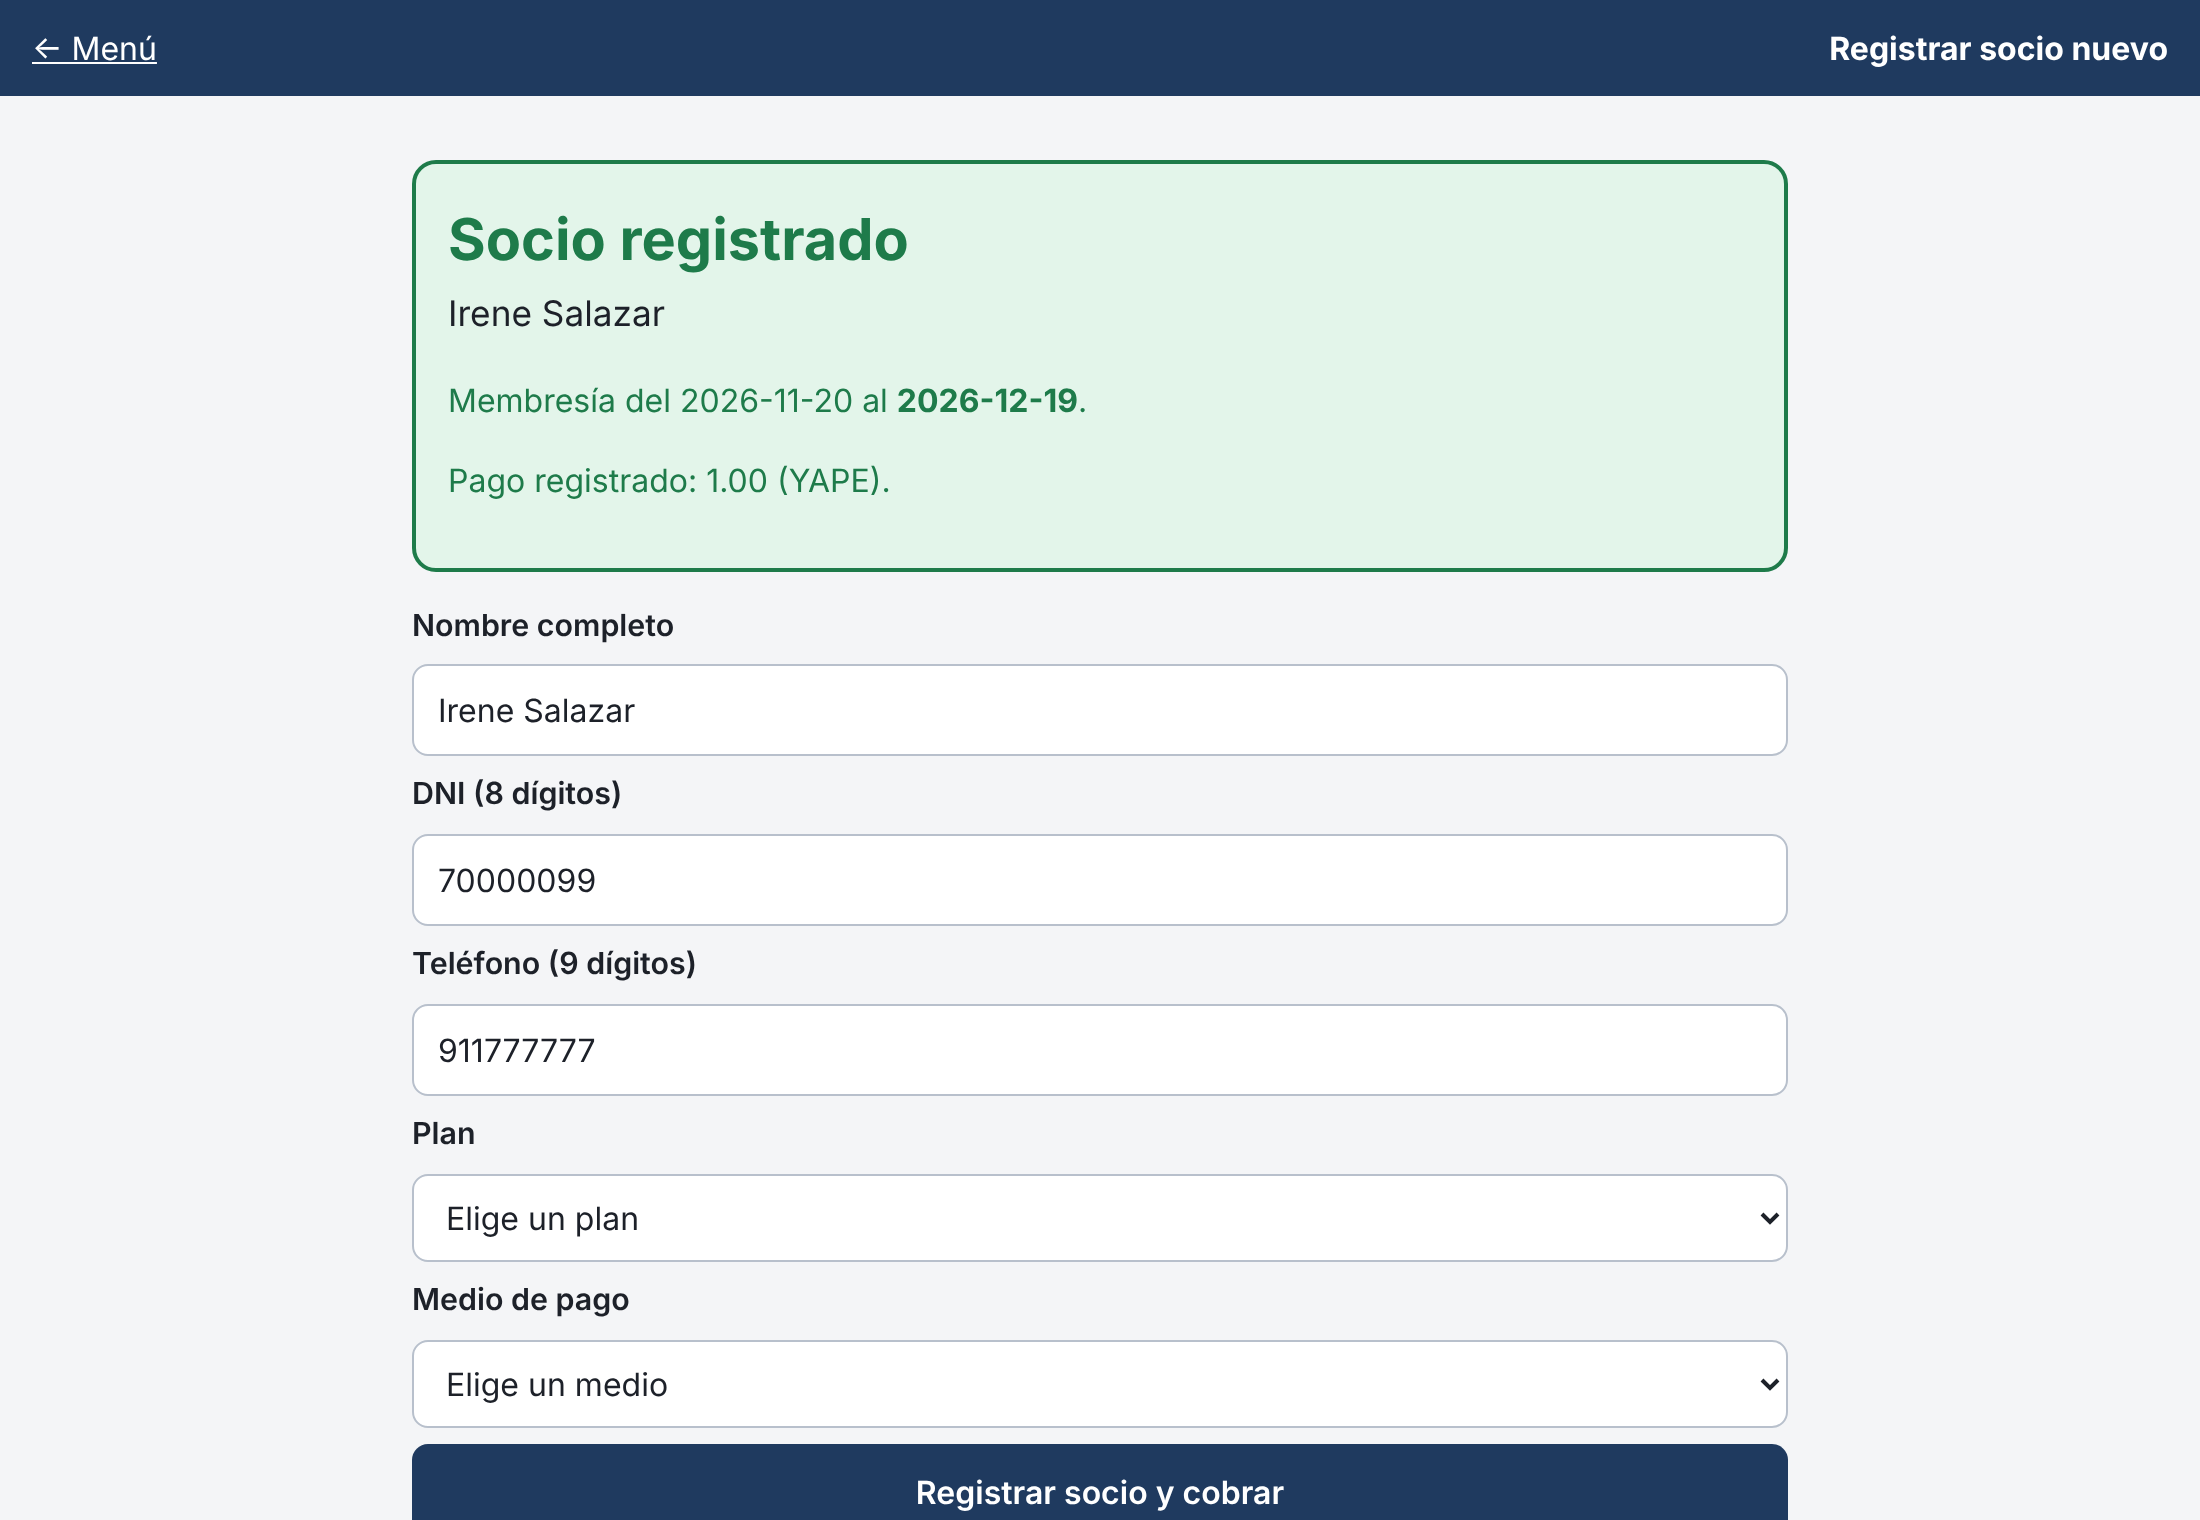 ← Menú
Registrar socio nuevo
Socio registrado
Irene Salazar
Membresía del 2026-11-20 al 2026-12-19.
Pago registrado: 1.00 (YAPE).
Nombre completo
Irene Salazar
DNI (8 dígitos)
70000099
Teléfono (9 dígitos)
911777777
Plan
Elige un plan
Medio de pago
Elige un medio
Registrar socio y cobrar